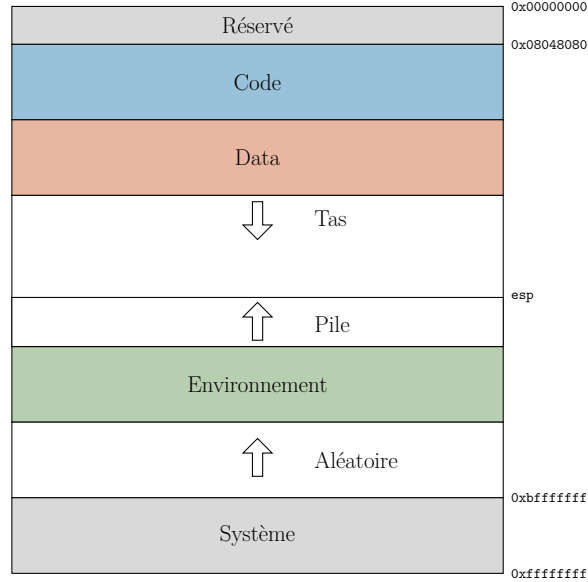 0x00000000
Réservé
0x08048080
Code
Data
Tas
esp
Pile
Environnement
Aléatoire
0xbfffffff
Système
0xffffffff